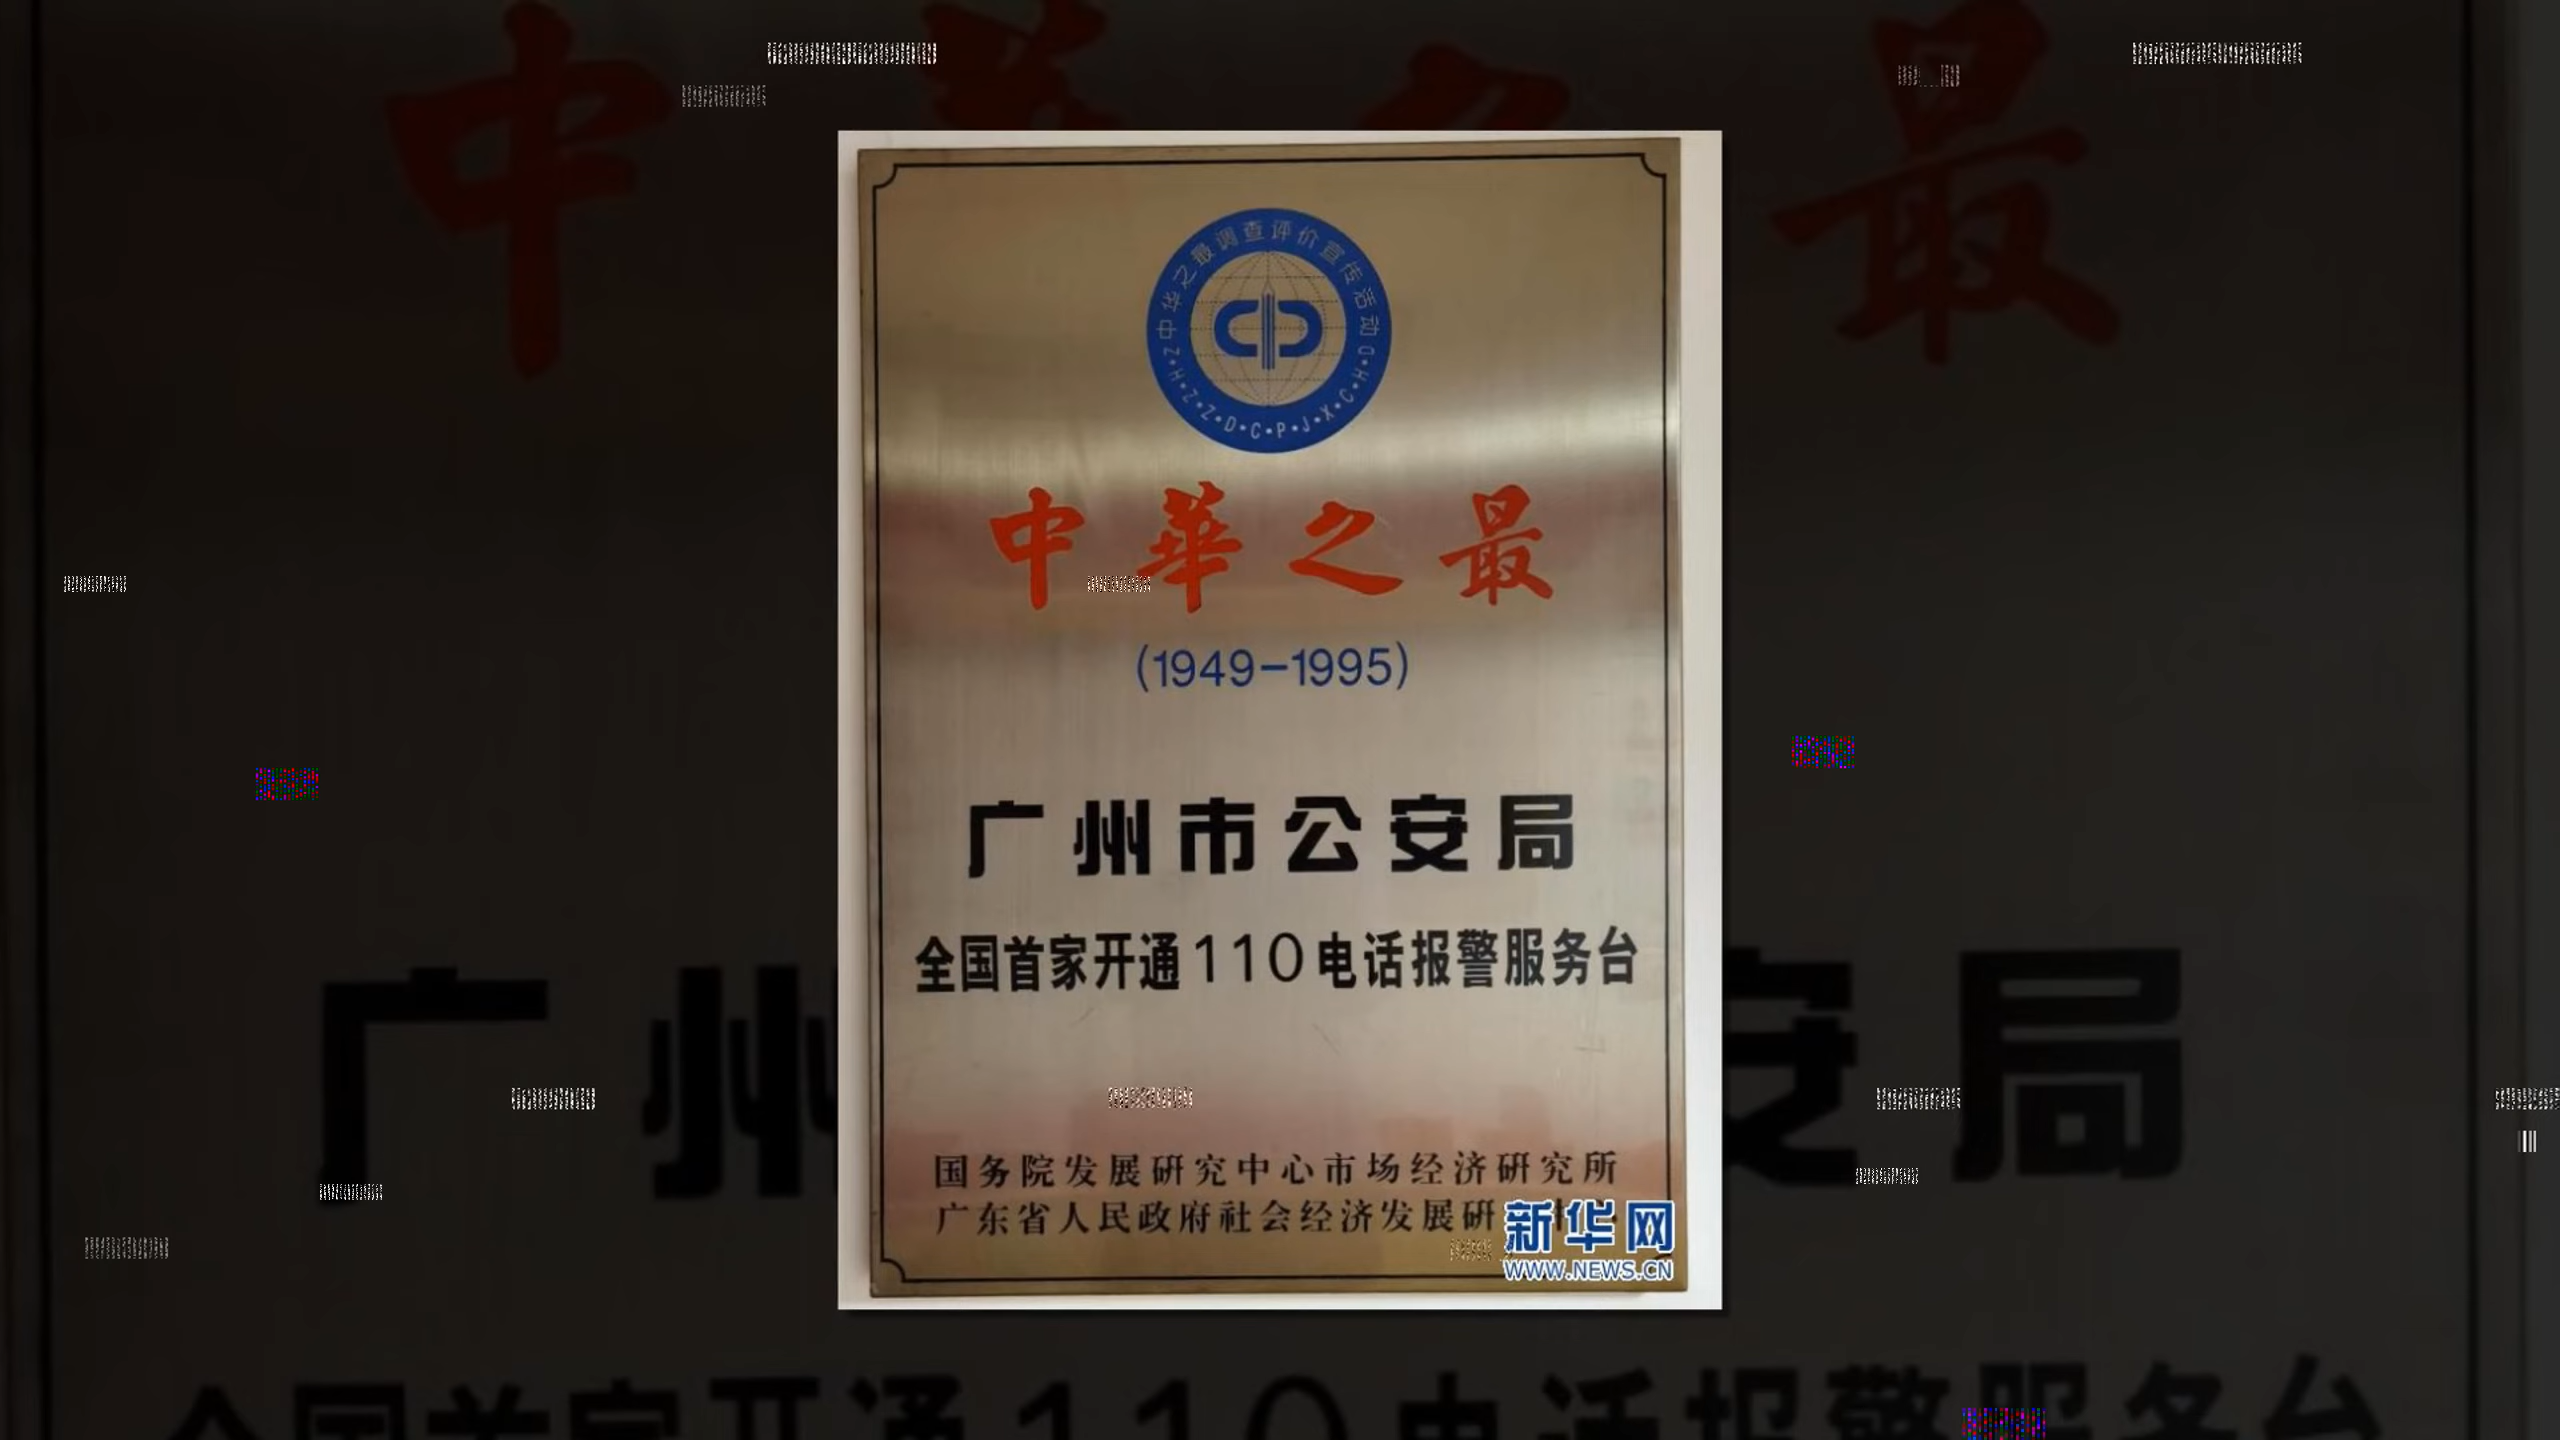 中华之最调查评价宣传活动
Z·H·Z·Z·D·C·P·J·X·C·H·D
中華之最
(1949-1995)
广州市公安局
全国首家开通110电话报警服务台
国务院发展研究中心市场经济研究所
广东省人民政府社会经济发展研
新华网
WWW.NEWS.CN